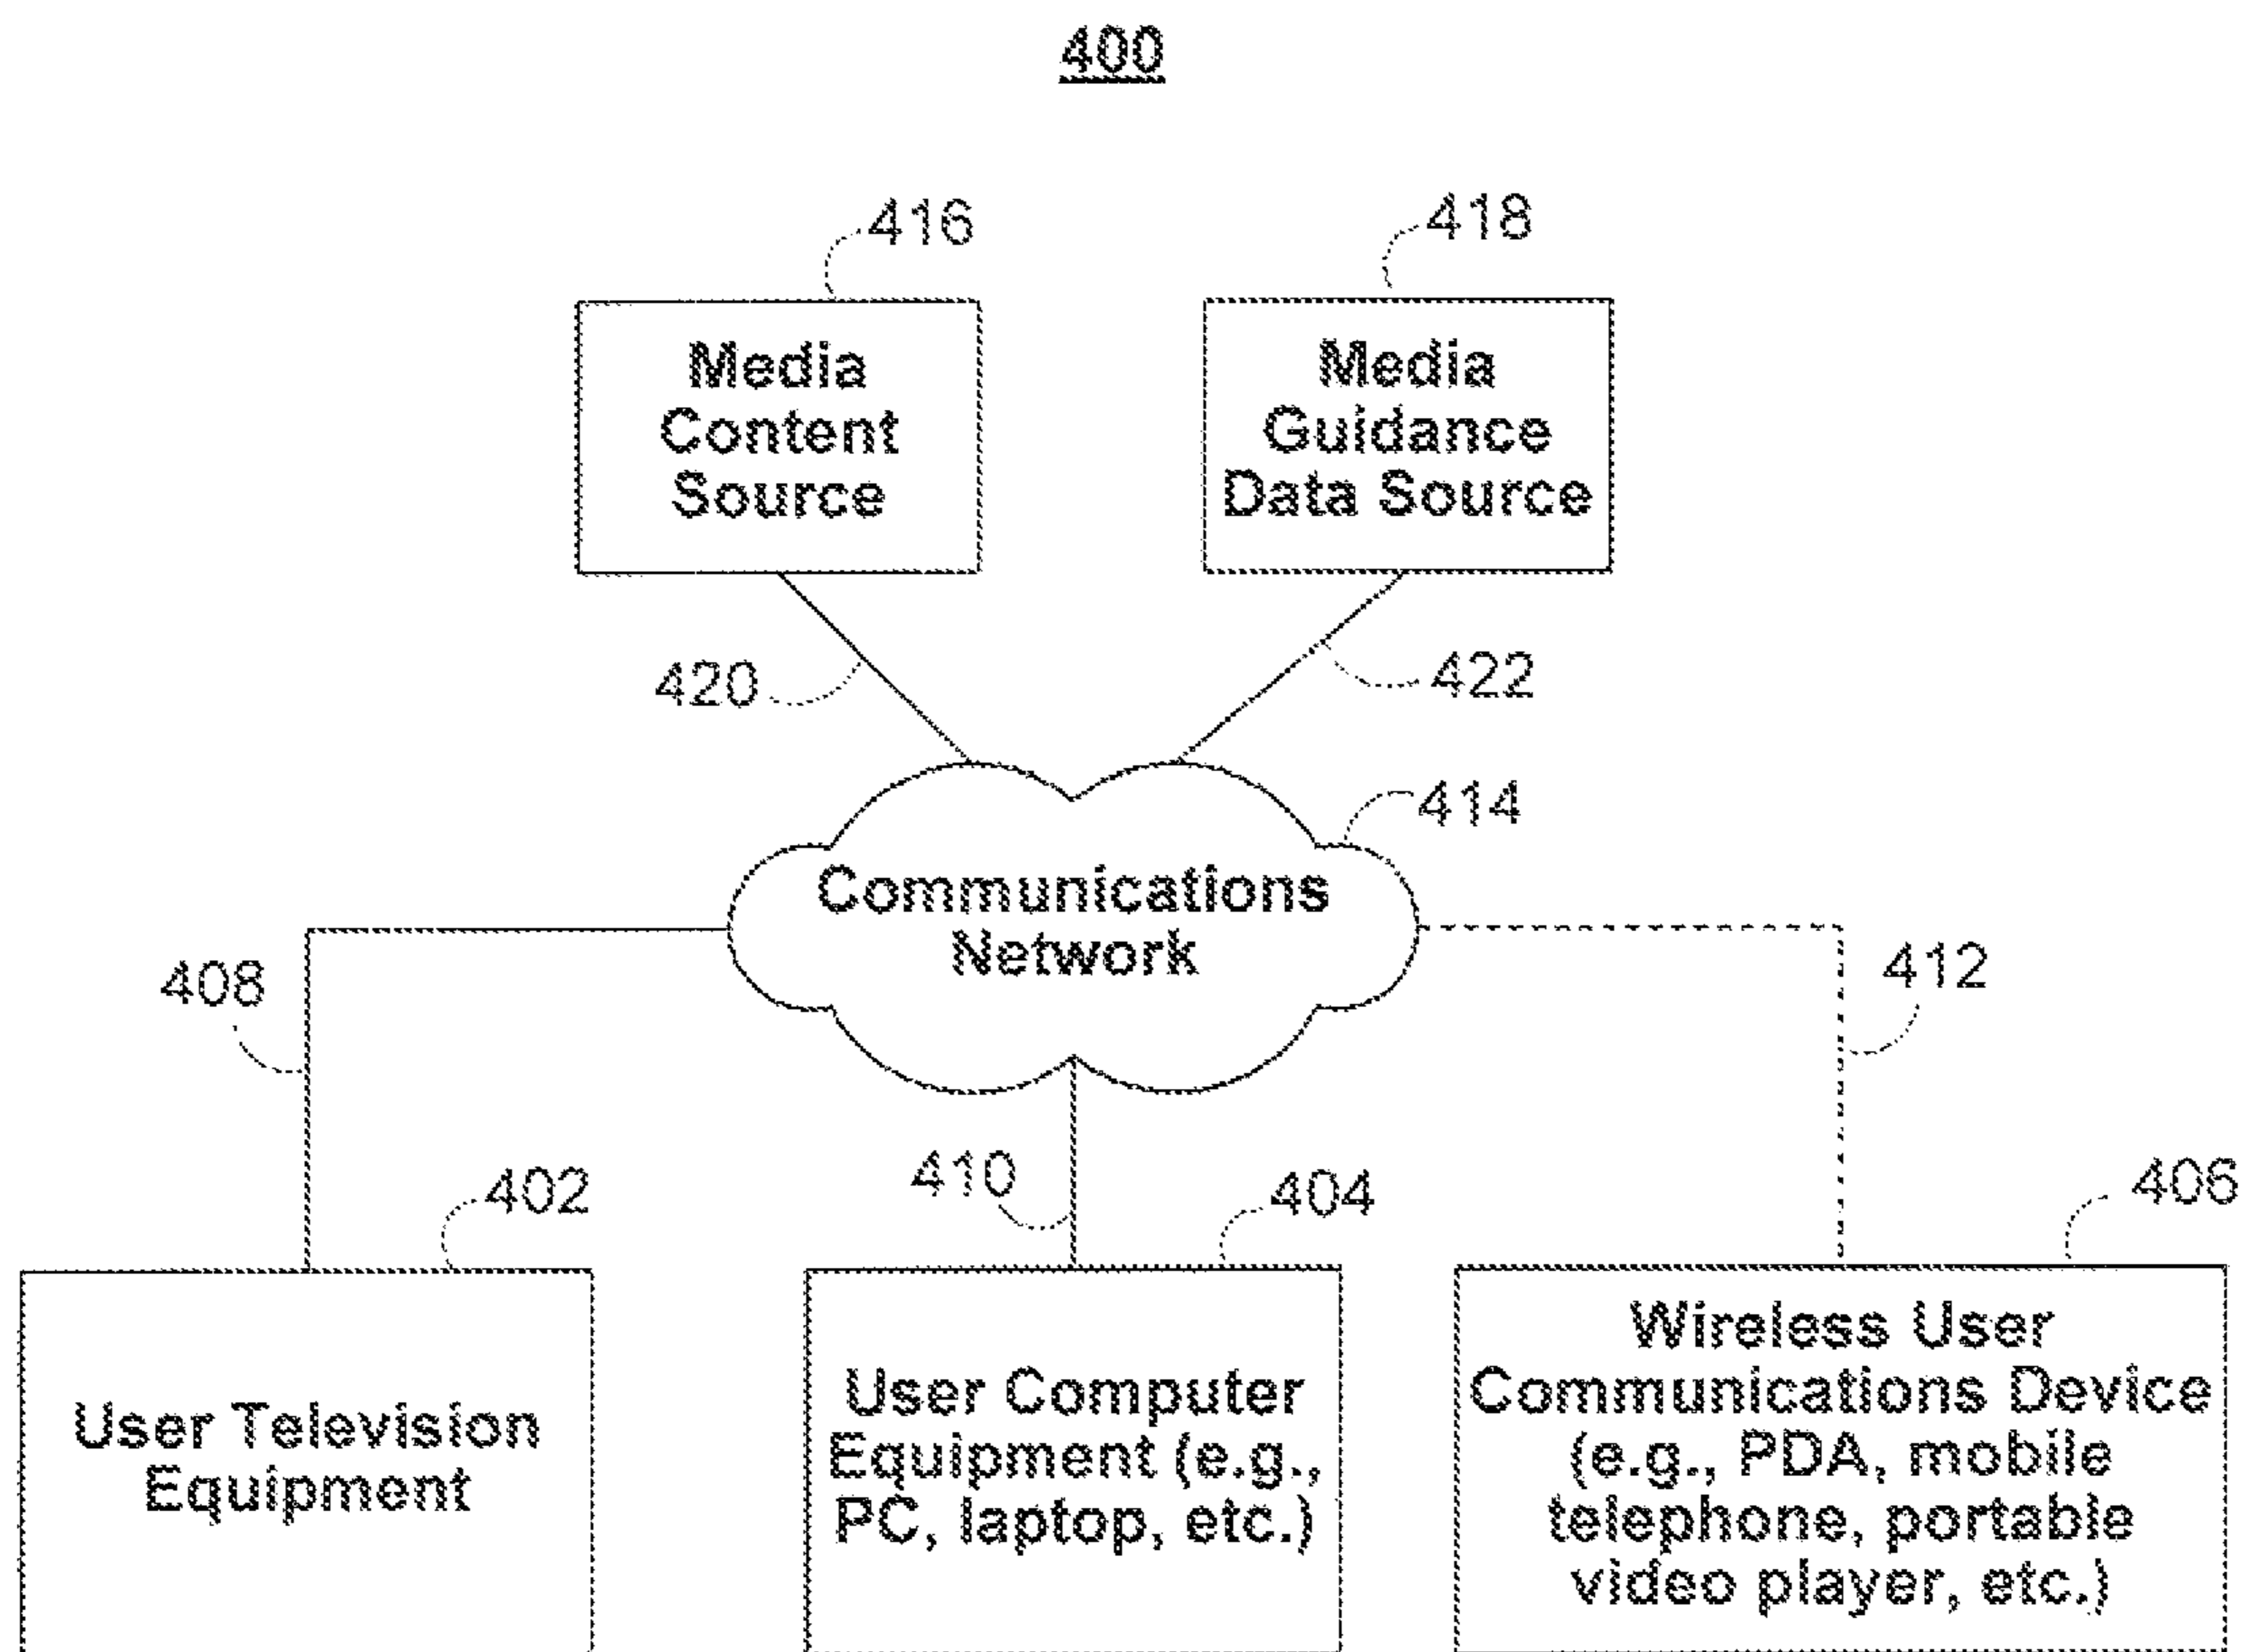 400
416
418
Media
Content
Source
Media
Guidance
Data Source
420
422
414
Communications
Network
408
412
402
410
404
406
User Television
Equipment
User Computer
Equipment (e.g.,
PC, laptop, etc.)
Wireless User
Communications Device
(e.g., PDA, mobile
telephone, portable
video player, etc.)